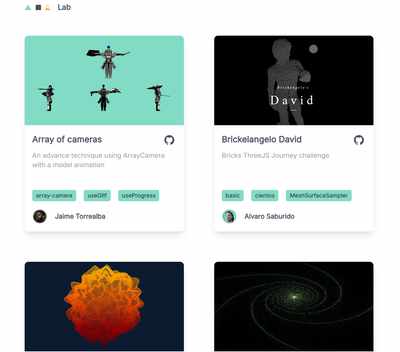 Lab
Brickelangelo's
David
Array of cameras
An advance technique using ArrayCamera
with a model animation
array-camera useGltf useProgress
Jaime Torrealba
Brickelangelo David
Bricks ThreeJS Journey challenge
basic cientos MeshSurfaceSampler
Alvaro Saburido